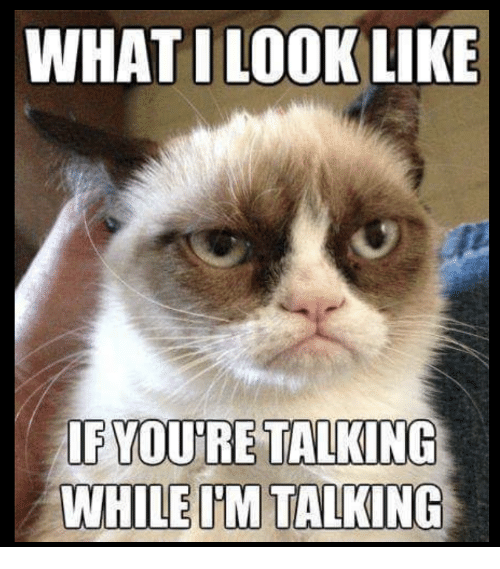 WHAT I LOOK LIKE
IF YOU'RE TALKING
WHILE I'M TALKING